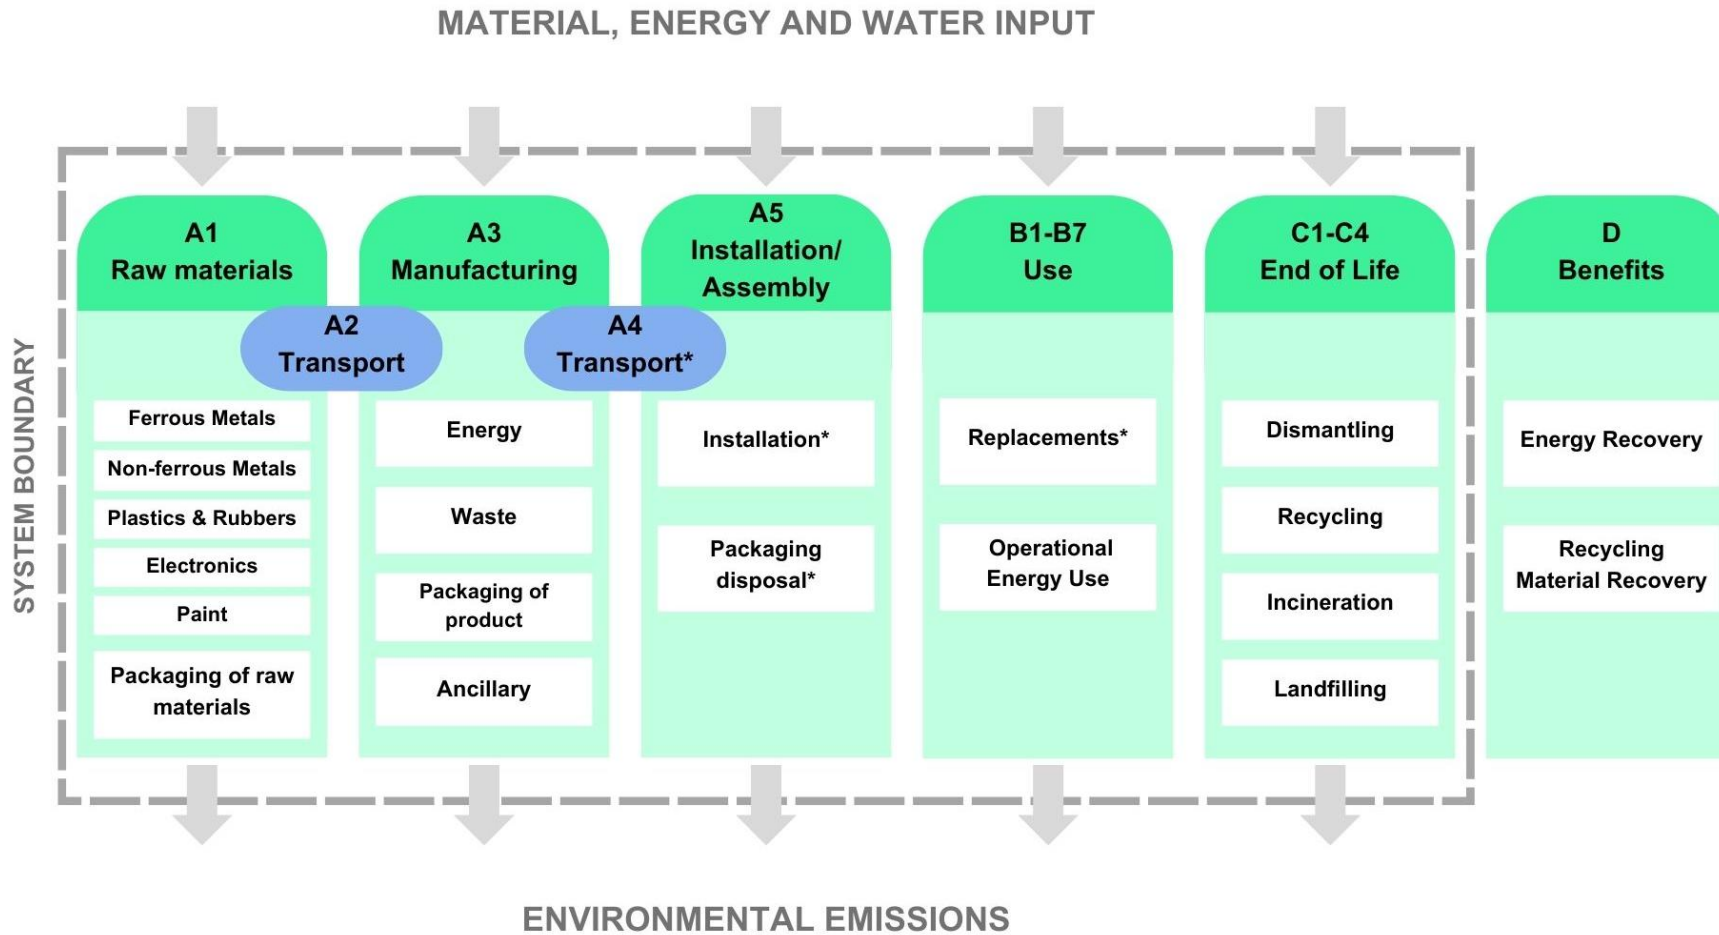 MATERIAL, ENERGY AND WATER INPUT
SYSTEM BOUNDARY
A1
Raw materials
A2
Transport
Ferrous Metals
Non-ferrous Metals
Plastics & Rubbers
Electronics
Paint
Packaging of raw
materials
A3
Manufacturing
A4
Transport*
Energy
Waste
Packaging of
product
Ancillary
A5
Installation/
Assembly
Installation*
Packaging
disposal*
B1-B7
Use
Replacements*
Operational
Energy Use
C1-C4
End of Life
Dismantling
Recycling
Incineration
Landfilling
D
Benefits
Energy Recovery
Recycling
Material Recovery
ENVIRONMENTAL EMISSIONS